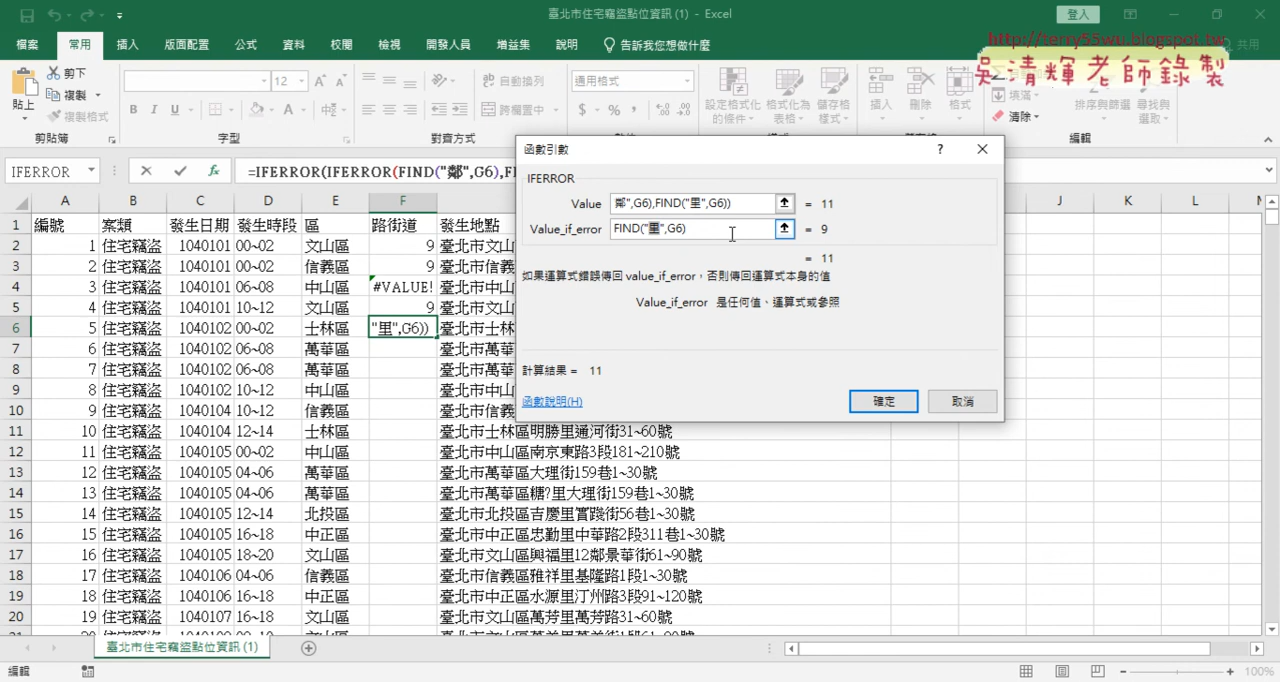 臺北市住宅竊盜點位資訊 (1) - Excel
登入
檔案 常用 插入 版面配置 公式 資料 校閱 檢視 開發人員 增益集 說明 告訴我您想做什麼 共用
http://terry55wu.blogspot.tw
吳清輝老師錄製
貼上 剪下 複製 複製格式 剪貼簿
12 B I U 字型
自動換列 跨欄置中 對齊方式
通用格式 $ %
設定格式化的條件 格式化為表格 儲存格樣式
插入 刪除 格式
填滿 清除 排序與篩選 尋找與選取 編輯
IFERROR fx =IFERROR(IFERROR(FIND("鄰",G6),F
A B C D E F J K L
1 編號 案類 發生日期 發生時段 區 路街道 發生地點
2 1 住宅竊盜 1040101 00~02 文山區 9 臺北市文
3 2 住宅竊盜 1040101 00~02 信義區 9 臺北市信
4 3 住宅竊盜 1040101 06~08 中山區 #VALUE! 臺北市中
5 4 住宅竊盜 1040101 10~12 文山區 9 臺北市文
6 5 住宅竊盜 1040102 00~02 士林區 "里",G6)) 臺北市士
7 6 住宅竊盜 1040102 06~08 萬華區 臺北市萬
8 7 住宅竊盜 1040102 06~08 萬華區 臺北市萬
9 8 住宅竊盜 1040102 10~12 中山區 臺北市中
10 9 住宅竊盜 1040104 10~12 信義區 臺北市信
11 10 住宅竊盜 1040104 12~14 士林區 臺北市士林區明勝里通河街31~60號
12 11 住宅竊盜 1040105 00~02 中山區 臺北市中山區南京東路3段181~210號
13 12 住宅竊盜 1040105 04~06 萬華區 臺北市萬華區大理街159巷1~30號
14 13 住宅竊盜 1040105 04~06 萬華區 臺北市萬華區糖?里大理街159巷1~30號
15 14 住宅竊盜 1040105 12~14 北投區 臺北市北投區吉慶里實踐街56巷1~30號
16 15 住宅竊盜 1040105 16~18 中正區 臺北市中正區忠勤里中華路2段311巷1~30號
17 16 住宅竊盜 1040105 18~20 文山區 臺北市文山區興福里12鄰景華街61~90號
18 17 住宅竊盜 1040106 04~06 信義區 臺北市信義區雅祥里基隆路1段1~30號
19 18 住宅竊盜 1040106 16~18 中正區 臺北市中正區水源里汀州路3段91~120號
20 19 住宅竊盜 1040107 16~18 文山區 臺北市文山區萬芳里萬芳路31~60號
函數引數 ?
IFERROR
Value 鄰",G6),FIND("里",G6)) = 11
Value_if_error FIND("里",G6) = 9
= 11
如果運算式錯誤傳回 value_if_error，否則傳回運算式本身的值
Value_if_error 是任何值、運算式或參照
計算結果 = 11
函數說明(H)
確定 取消
臺北市住宅竊盜點位資訊 (1)
編輯 100%